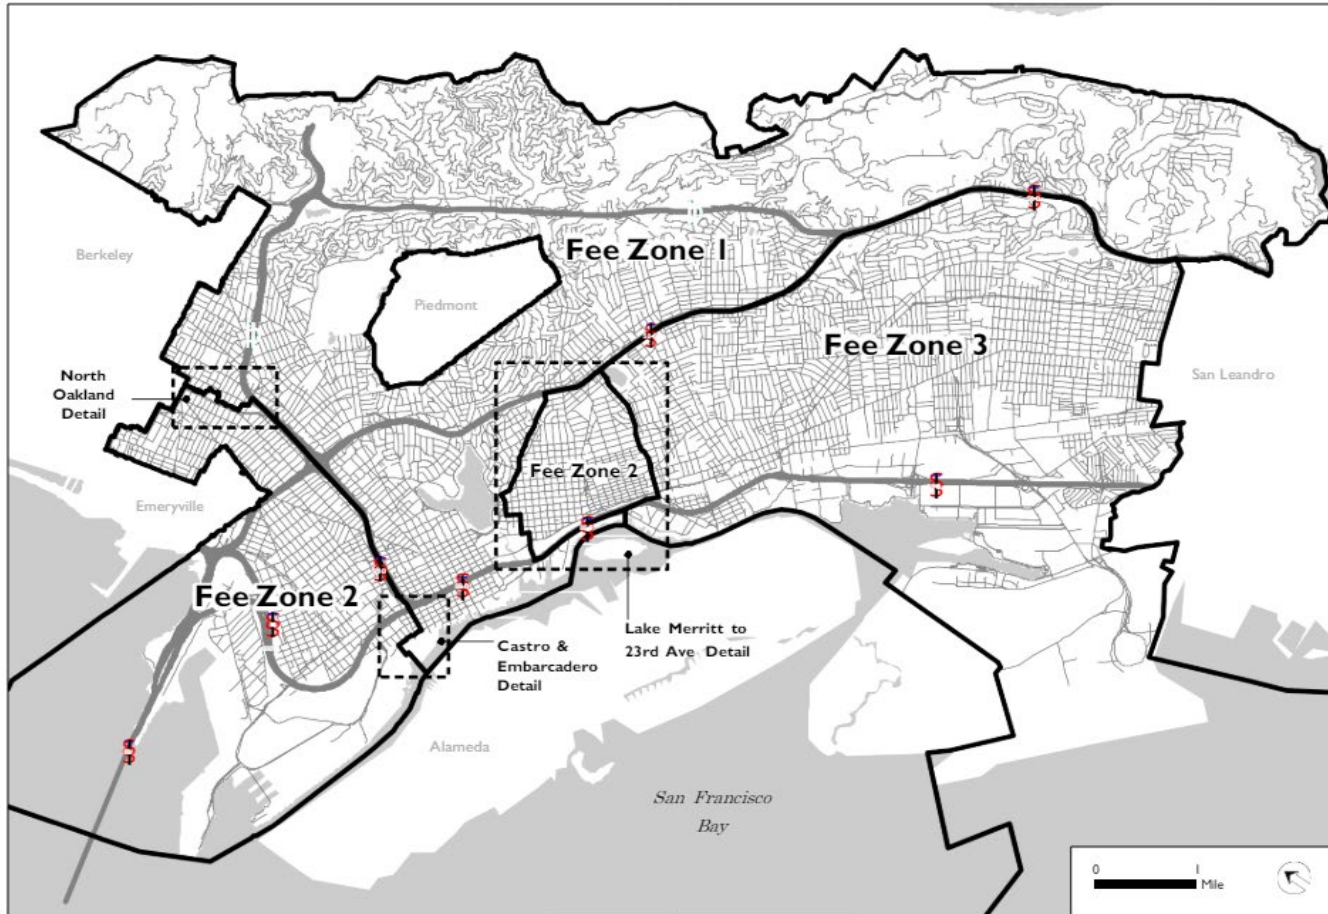 Fee Zone 1
Berkeley
Piedmont
Fee Zone 3
North
Oakland
Detail
San Leandro
Fee Zone 2
Emeryville
Fee Zone 2
Lake Merritt to
23rd Ave Detail
Castro &
Embarcadero
Detail
Alameda
San Francisco
Bay
0 1
Mile